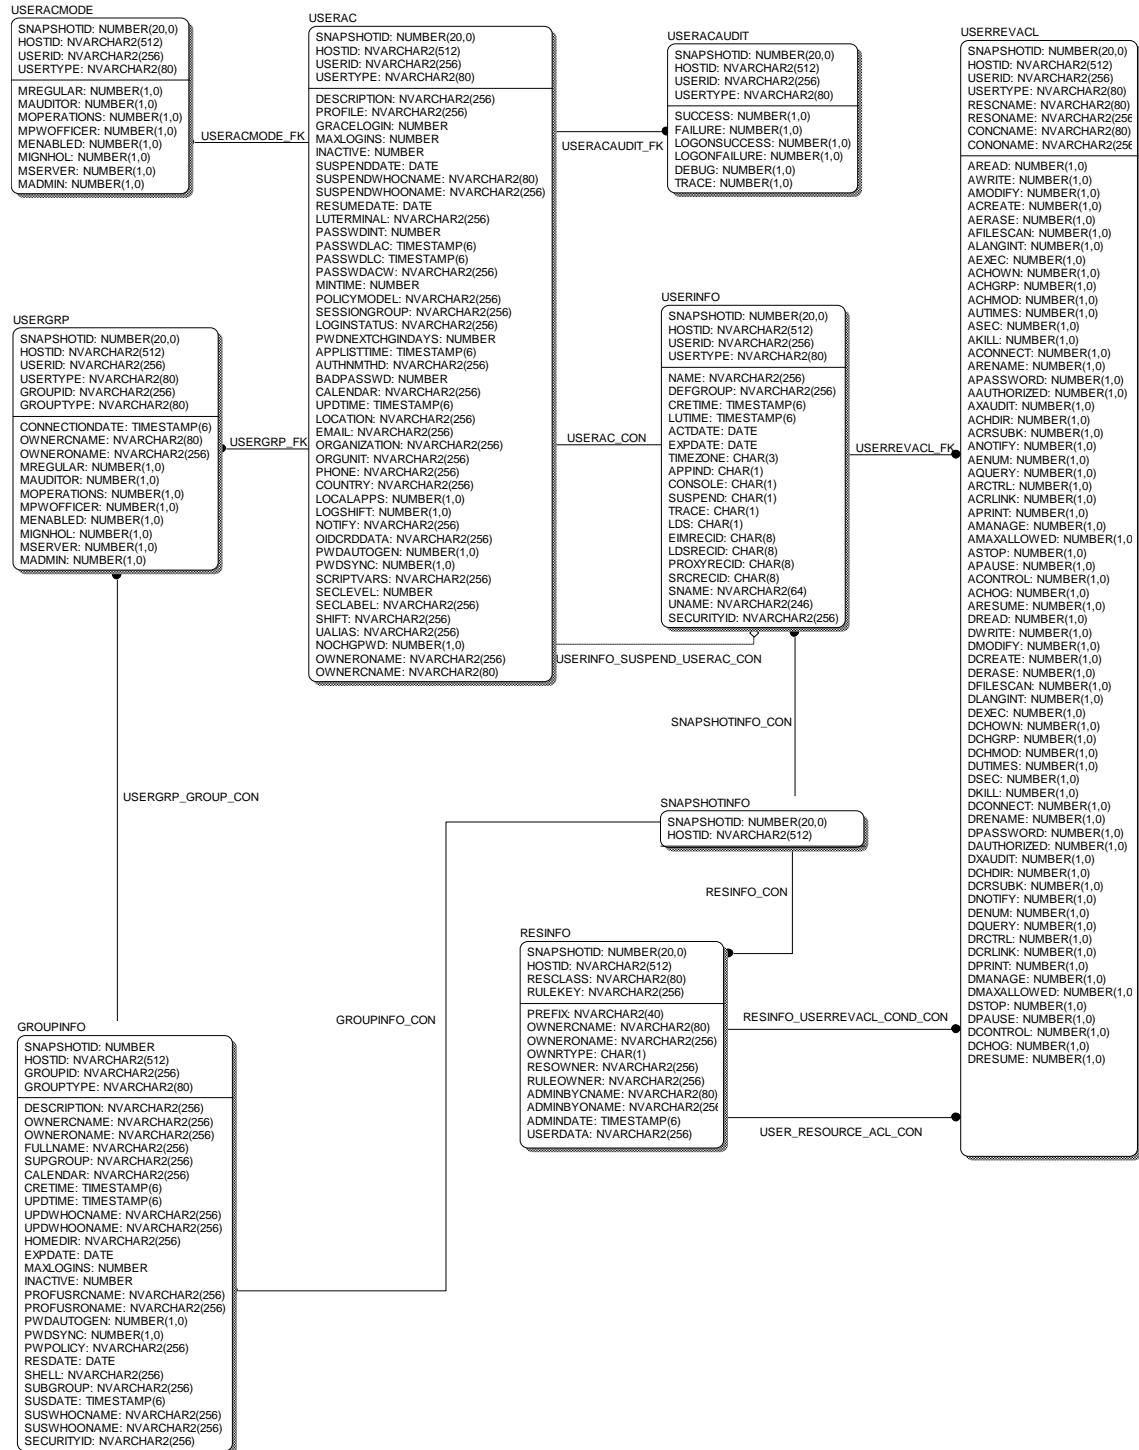 USERACMODE
SNAPSHOTID: NUMBER(20,0)
HOSTID: NVARCHAR2(512)
USERID: NVARCHAR2(256)
USERTYPE: NVARCHAR2(80)
MREGULAR: NUMBER(1,0)
MAUDITOR: NUMBER(1,0)
MOPERATIONS: NUMBER(1,0)
MPWOFFICER: NUMBER(1,0)
MENABLED: NUMBER(1,0)
MIGNHOL: NUMBER(1,0)
MSERVER: NUMBER(1,0)
MADMIN: NUMBER(1,0)
USERACMODE_FK
USERAC
SNAPSHOTID: NUMBER(20,0)
HOSTID: NVARCHAR2(512)
USERID: NVARCHAR2(256)
USERTYPE: NVARCHAR2(80)
DESCRIPTION: NVARCHAR2(256)
PROFILE: NVARCHAR2(256)
GRACELOGIN: NUMBER
MAXLOGINS: NUMBER
INACTIVE: NUMBER
SUSPENDDATE: DATE
SUSPENDWHOCNAME: NVARCHAR2(80)
SUSPENDWHOONAME: NVARCHAR2(256)
RESUMEDATE: DATE
LUTERMINAL: NVARCHAR2(256)
PASSWDINT: NUMBER
PASSWDLAC: TIMESTAMP(6)
PASSWDLC: TIMESTAMP(6)
PASSWDACW: NVARCHAR2(256)
MINTIME: NUMBER
POLICYMODEL: NVARCHAR2(256)
SESSIONGROUP: NVARCHAR2(256)
LOGINSTATUS: NVARCHAR2(256)
PWDNEXTCHGINDAYS: NUMBER
APPLISTTIME: TIMESTAMP(6)
AUTHNMTHD: NVARCHAR2(256)
BADPASSWD: NUMBER
CALENDAR: NVARCHAR2(256)
UPDTIME: TIMESTAMP(6)
LOCATION: NVARCHAR2(256)
EMAIL: NVARCHAR2(256)
ORGANIZATION: NVARCHAR2(256)
ORGUNIT: NVARCHAR2(256)
PHONE: NVARCHAR2(256)
COUNTRY: NVARCHAR2(256)
LOCALAPPS: NUMBER(1,0)
LOGSHIFT: NUMBER(1,0)
NOTIFY: NVARCHAR2(256)
OIDCRDDATA: NVARCHAR2(256)
PWDAUTOGEN: NUMBER(1,0)
PWDSYNC: NUMBER(1,0)
SCRIPTVARS: NVARCHAR2(256)
SECLEVEL: NUMBER
SECLABEL: NVARCHAR2(256)
SHIFT: NVARCHAR2(256)
UALIAS: NVARCHAR2(256)
NOCHGPWD: NUMBER(1,0)
OWNERONAME: NVARCHAR2(256)
OWNERCNAME: NVARCHAR2(80)
USERACAUDIT
SNAPSHOTID: NUMBER(20,0)
HOSTID: NVARCHAR2(512)
USERID: NVARCHAR2(256)
USERTYPE: NVARCHAR2(80)
SUCCESS: NUMBER(1,0)
FAILURE: NUMBER(1,0)
LOGONSUCCESS: NUMBER(1,0)
LOGONFAILURE: NUMBER(1,0)
DEBUG: NUMBER(1,0)
TRACE: NUMBER(1,0)
USERACAUDIT_FK
USERREVACL
SNAPSHOTID: NUMBER(20,0)
HOSTID: NVARCHAR2(512)
USERID: NVARCHAR2(256)
USERTYPE: NVARCHAR2(80)
RESCNAME: NVARCHAR2(80)
RESONAME: NVARCHAR2(256
CONCNAME: NVARCHAR2(80)
CONONAME: NVARCHAR2(256
AREAD: NUMBER(1,0)
AWRITE: NUMBER(1,0)
AMODIFY: NUMBER(1,0)
ACREATE: NUMBER(1,0)
AERASE: NUMBER(1,0)
AFILESCAN: NUMBER(1,0)
ALANGINT: NUMBER(1,0)
AEXEC: NUMBER(1,0)
ACHOWN: NUMBER(1,0)
ACHGRP: NUMBER(1,0)
ACHMOD: NUMBER(1,0)
AUTIMES: NUMBER(1,0)
ASEC: NUMBER(1,0)
AKILL: NUMBER(1,0)
ACONNECT: NUMBER(1,0)
ARENAME: NUMBER(1,0)
APASSWORD: NUMBER(1,0)
AAUTHORIZED: NUMBER(1,0)
AXAUDIT: NUMBER(1,0)
ACHDIR: NUMBER(1,0)
ACRSUBK: NUMBER(1,0)
ANOTIFY: NUMBER(1,0)
AENUM: NUMBER(1,0)
AQUERY: NUMBER(1,0)
ARCTRL: NUMBER(1,0)
ACRLINK: NUMBER(1,0)
APRINT: NUMBER(1,0)
AMANAGE: NUMBER(1,0)
AMAXALLOWED: NUMBER(1,0
ASTOP: NUMBER(1,0)
APAUSE: NUMBER(1,0)
ACONTROL: NUMBER(1,0)
ACHOG: NUMBER(1,0)
ARESUME: NUMBER(1,0)
DREAD: NUMBER(1,0)
DWRITE: NUMBER(1,0)
DMODIFY: NUMBER(1,0)
DCREATE: NUMBER(1,0)
DERASE: NUMBER(1,0)
DFILESCAN: NUMBER(1,0)
DLANGINT: NUMBER(1,0)
DEXEC: NUMBER(1,0)
DCHOWN: NUMBER(1,0)
DCHGRP: NUMBER(1,0)
DCHMOD: NUMBER(1,0)
DUTIMES: NUMBER(1,0)
DSEC: NUMBER(1,0)
DKILL: NUMBER(1,0)
DCONNECT: NUMBER(1,0)
DRENAME: NUMBER(1,0)
DPASSWORD: NUMBER(1,0)
DAUTHORIZED: NUMBER(1,0)
DXAUDIT: NUMBER(1,0)
DCHDIR: NUMBER(1,0)
DCRSUBK: NUMBER(1,0)
DNOTIFY: NUMBER(1,0)
DENUM: NUMBER(1,0)
DQUERY: NUMBER(1,0)
DRCTRL: NUMBER(1,0)
DCRLINK: NUMBER(1,0)
DPRINT: NUMBER(1,0)
DMANAGE: NUMBER(1,0)
DMAXALLOWED: NUMBER(1,0
DSTOP: NUMBER(1,0)
DPAUSE: NUMBER(1,0)
DCONTROL: NUMBER(1,0)
DCHOG: NUMBER(1,0)
DRESUME: NUMBER(1,0)
USERGRP
SNAPSHOTID: NUMBER(20,0)
HOSTID: NVARCHAR2(512)
USERID: NVARCHAR2(256)
USERTYPE: NVARCHAR2(80)
GROUPID: NVARCHAR2(256)
GROUPTYPE: NVARCHAR2(80)
CONNECTIONDATE: TIMESTAMP(6)
OWNERCNAME: NVARCHAR2(80)
OWNERONAME: NVARCHAR2(256)
MREGULAR: NUMBER(1,0)
MAUDITOR: NUMBER(1,0)
MOPERATIONS: NUMBER(1,0)
MPWOFFICER: NUMBER(1,0)
MENABLED: NUMBER(1,0)
MIGNHOL: NUMBER(1,0)
MSERVER: NUMBER(1,0)
MADMIN: NUMBER(1,0)
USERGRP_FK
USERINFO
SNAPSHOTID: NUMBER(20,0)
HOSTID: NVARCHAR2(512)
USERID: NVARCHAR2(256)
USERTYPE: NVARCHAR2(80)
NAME: NVARCHAR2(256)
DEFGROUP: NVARCHAR2(256)
CRETIME: TIMESTAMP(6)
LUTIME: TIMESTAMP(6)
ACTDATE: DATE
EXPDATE: DATE
TIMEZONE: CHAR(3)
APPIND: CHAR(1)
CONSOLE: CHAR(1)
SUSPEND: CHAR(1)
TRACE: CHAR(1)
LDS: CHAR(1)
EIMRECID: CHAR(8)
LDSRECID: CHAR(8)
PROXYRECID: CHAR(8)
SRCRECID: CHAR(8)
SNAME: NVARCHAR2(64)
UNAME: NVARCHAR2(246)
SECURITYID: NVARCHAR2(256)
USERAC_CON
USERREVACL_FK
USERINFO_SUSPEND_USERAC_CON
SNAPSHOTINFO_CON
USERGRP_GROUP_CON
SNAPSHOTINFO
SNAPSHOTID: NUMBER(20,0)
HOSTID: NVARCHAR2(512)
RESINFO_CON
RESINFO
SNAPSHOTID: NUMBER(20,0)
HOSTID: NVARCHAR2(512)
RESCLASS: NVARCHAR2(80)
RULEKEY: NVARCHAR2(256)
PREFIX: NVARCHAR2(40)
OWNERCNAME: NVARCHAR2(80)
OWNERONAME: NVARCHAR2(256)
OWNRTYPE: CHAR(1)
RESOWNER: NVARCHAR2(256)
RULEOWNER: NVARCHAR2(256)
ADMINBYCNAME: NVARCHAR2(80)
ADMINBYONAME: NVARCHAR2(256
ADMINDATE: TIMESTAMP(6)
USERDATA: NVARCHAR2(256)
GROUPINFO_CON
RESINFO_USERREVACL_COND_CON
USER_RESOURCE_ACL_CON
GROUPINFO
SNAPSHOTID: NUMBER
HOSTID: NVARCHAR2(512)
GROUPID: NVARCHAR2(256)
GROUPTYPE: NVARCHAR2(80)
DESCRIPTION: NVARCHAR2(256)
OWNERCNAME: NVARCHAR2(256)
OWNERONAME: NVARCHAR2(256)
FULLNAME: NVARCHAR2(256)
SUPGROUP: NVARCHAR2(256)
CALENDAR: NVARCHAR2(256)
CRETIME: TIMESTAMP(6)
UPDTIME: TIMESTAMP(6)
UPDWHOCNAME: NVARCHAR2(256)
UPDWHOONAME: NVARCHAR2(256)
HOMEDIR: NVARCHAR2(256)
EXPDATE: DATE
MAXLOGINS: NUMBER
INACTIVE: NUMBER
PROFUSRCNAME: NVARCHAR2(256)
PROFUSRONAME: NVARCHAR2(256)
PWDAUTOGEN: NUMBER(1,0)
PWDSYNC: NUMBER(1,0)
PWPOLICY: NVARCHAR2(256)
RESDATE: DATE
SHELL: NVARCHAR2(256)
SUBGROUP: NVARCHAR2(256)
SUSDATE: TIMESTAMP(6)
SUSWHOCNAME: NVARCHAR2(256)
SUSWHOONAME: NVARCHAR2(256)
SECURITYID: NVARCHAR2(256)